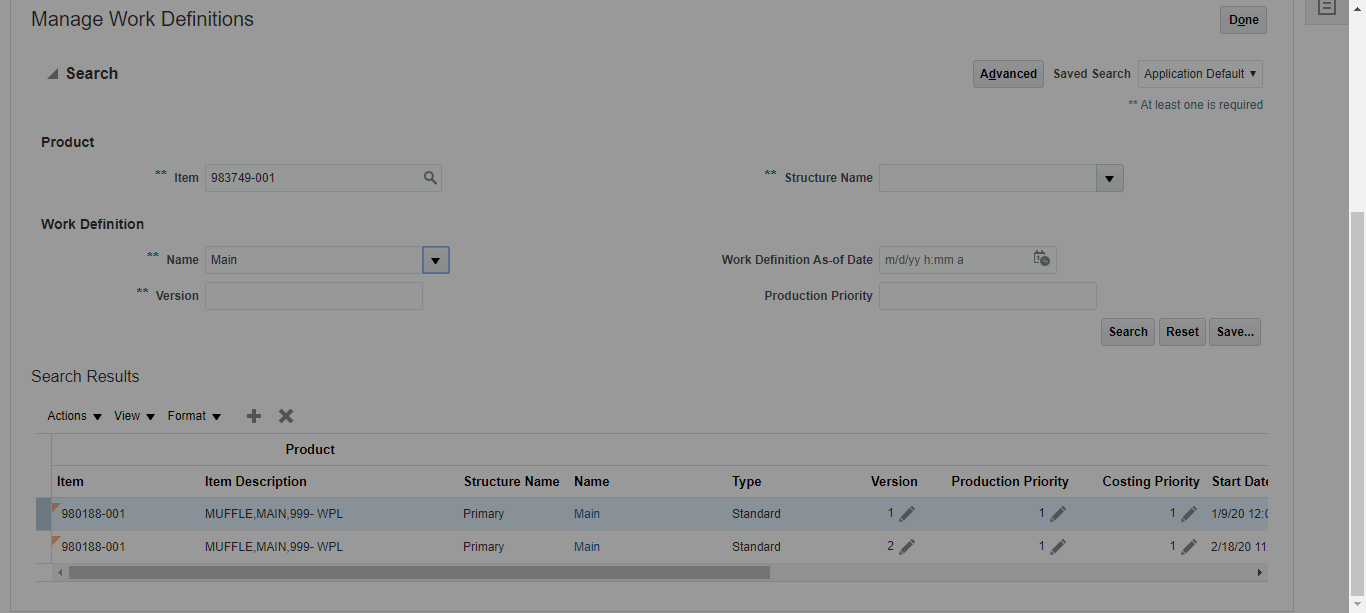 Manage Work Definitions
Done
Search
Advanced Saved Search Application Default
** At least one is required
Product
** Item 983749-001 ** Structure Name
Work Definition
** Name Main Work Definition As-of Date m/d/yy h:mm a
** Version Production Priority
Search Reset Save...
Search Results
Actions View Format
Product
Item Item Description Structure Name Name Type Version Production Priority Costing Priority Start Date
980188-001 MUFFLE,MAIN,999- WPL Primary Main Standard 1 1 1 1/9/20 12:0
980188-001 MUFFLE,MAIN,999- WPL Primary Main Standard 2 1 1 2/18/20 11